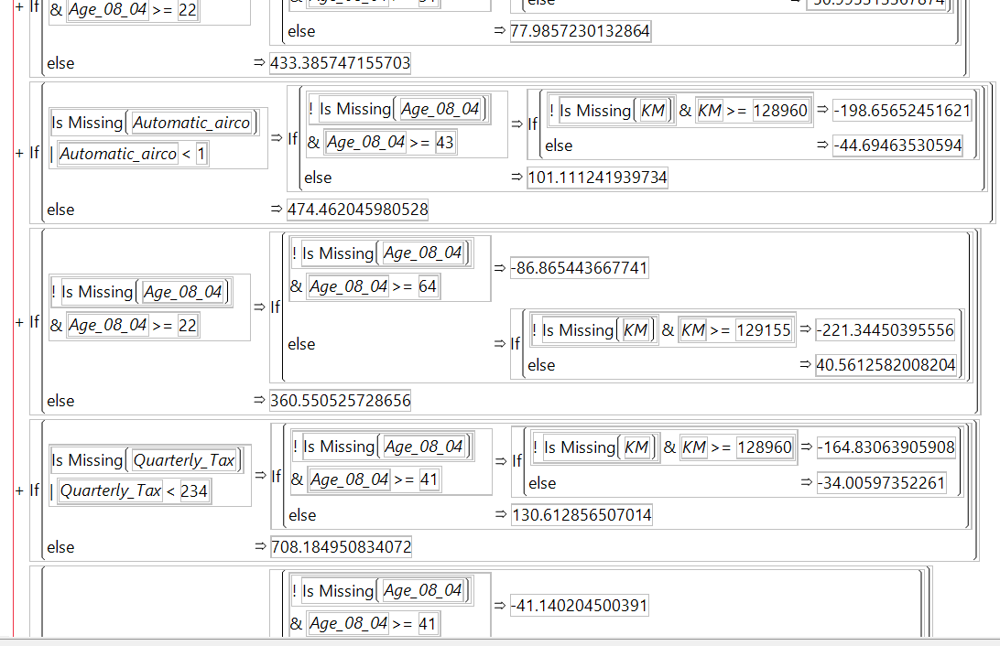 + If & Age_08_04 >= 22
else
else ⇒ 77.9857230132864
else ⇒ 433.385747155703
! Is Missing(Age_08_04) ! Is Missing(KM) & KM >= 128960 ⇒ -198.65652451621
Is Missing(Automatic_airco) ⇒ If & Age_08_04 >= 43 ⇒ If else ⇒ -44.69463530594
+ If | Automatic_airco < 1
else ⇒ 101.111241939734
else ⇒ 474.462045980528
! Is Missing(Age_08_04) ⇒ -86.865443667741
& Age_08_04 >= 64
! Is Missing(Age_08_04) ⇒ If
+ If & Age_08_04 >= 22
else ⇒ If ! Is Missing(KM) & KM >= 129155 ⇒ -221.34450395556
else ⇒ 40.5612582008204
else ⇒ 360.550525728656
! Is Missing(Age_08_04) ! Is Missing(KM) & KM >= 128960 ⇒ -164.83063905908
Is Missing(Quarterly_Tax) ⇒ If & Age_08_04 >= 41 ⇒ If else ⇒ -34.00597352261
+ If | Quarterly_Tax < 234
else ⇒ 130.612856507014
else ⇒ 708.184950834072
! Is Missing(Age_08_04) ⇒ -41.140204500391
& Age_08_04 >= 41